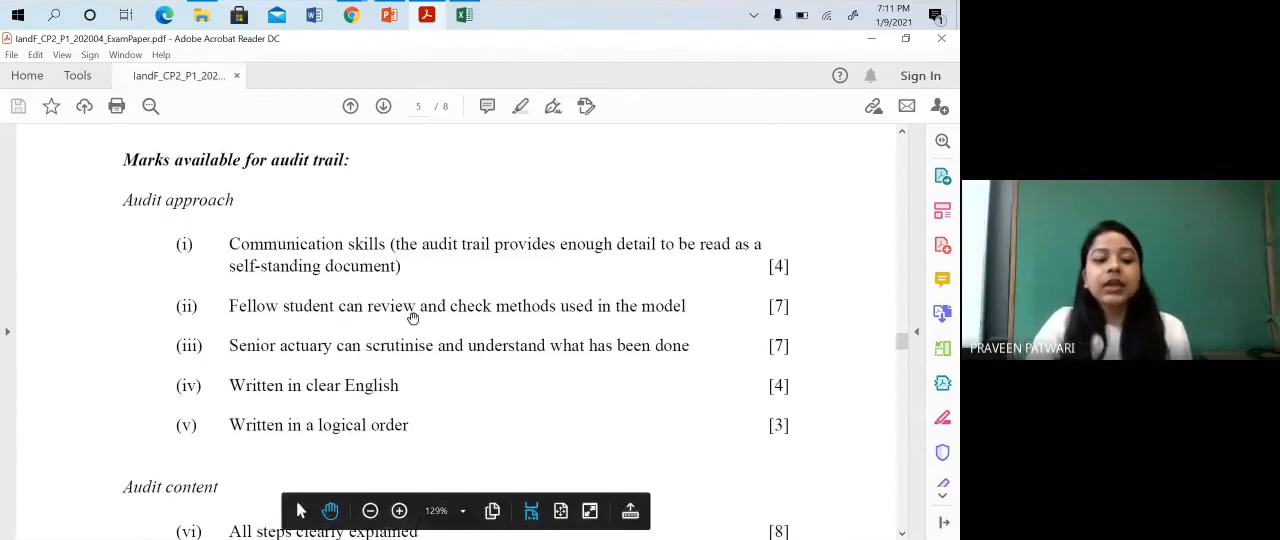 7:11 PM
1/9/2021
IandF_CP2_P1_202004_ExamPaper.pdf - Adobe Acrobat Reader DC
File Edit View Sign Window Help
Home Tools IandF_CP2_P1_202... × Sign In
5 / 8
Marks available for audit trail:
Audit approach
(i) Communication skills (the audit trail provides enough detail to be read as a
self-standing document) [4]
(ii) Fellow student can review and check methods used in the model [7]
(iii) Senior actuary can scrutinise and understand what has been done [7]
(iv) Written in clear English [4]
(v) Written in a logical order [3]
Audit content
129%
(vi) All steps clearly explained [8]
PRAVEEN PATWARI